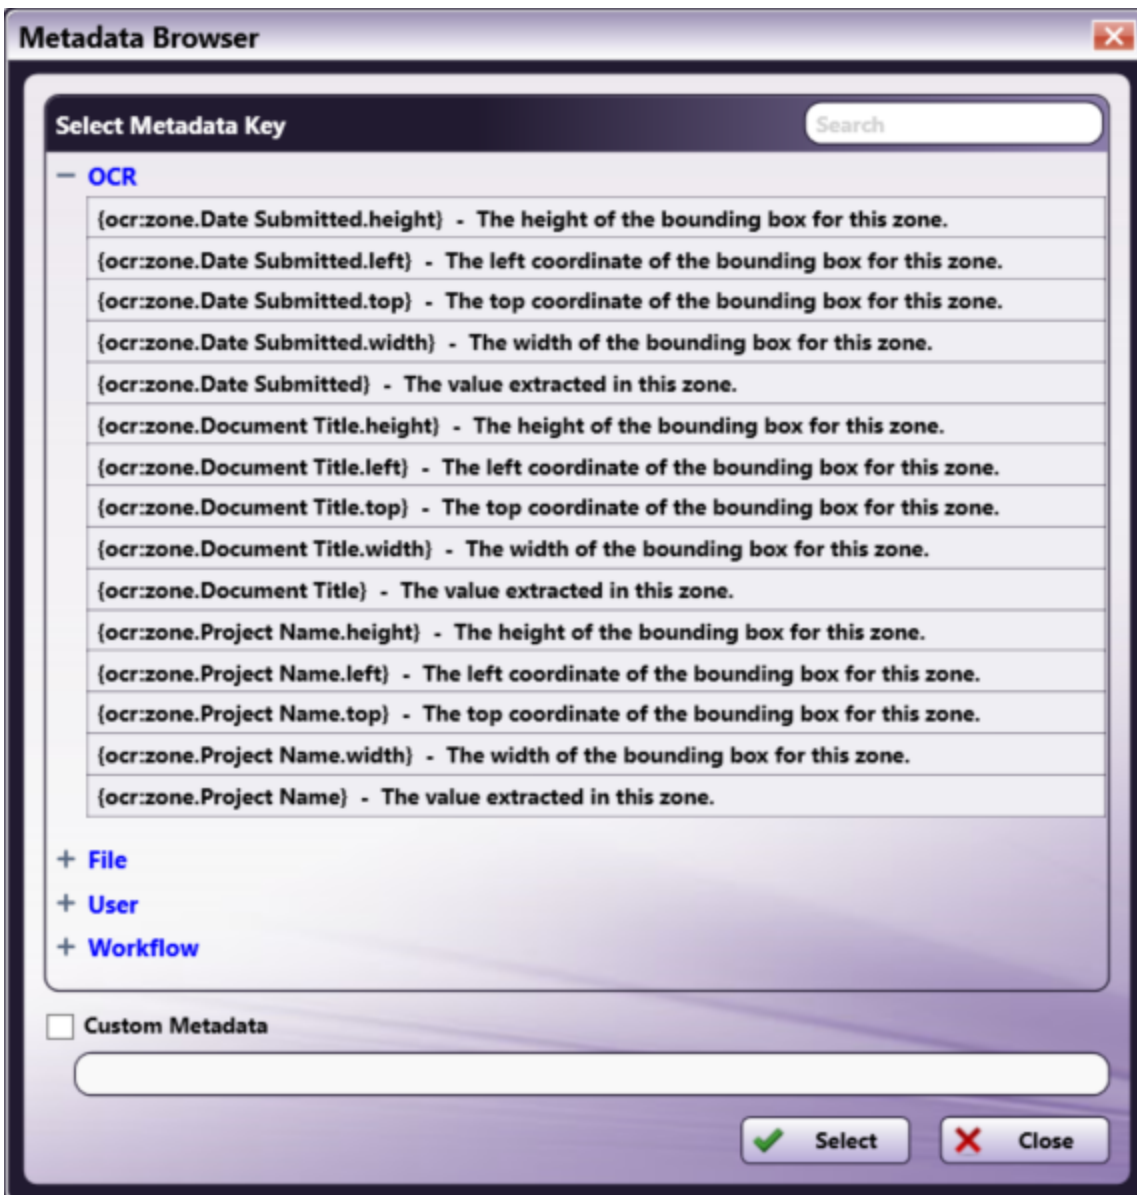 Metadata Browser
Select Metadata Key
Search
OCR
{ocr:zone.Date Submitted.height} - The height of the bounding box for this zone.
{ocr:zone.Date Submitted.left} - The left coordinate of the bounding box for this zone.
{ocr:zone.Date Submitted.top} - The top coordinate of the bounding box for this zone.
{ocr:zone.Date Submitted.width} - The width of the bounding box for this zone.
{ocr:zone.Date Submitted} - The value extracted in this zone.
{ocr:zone.Document Title.height} - The height of the bounding box for this zone.
{ocr:zone.Document Title.left} - The left coordinate of the bounding box for this zone.
{ocr:zone.Document Title.top} - The top coordinate of the bounding box for this zone.
{ocr:zone.Document Title.width} - The width of the bounding box for this zone.
{ocr:zone.Document Title} - The value extracted in this zone.
{ocr:zone.Project Name.height} - The height of the bounding box for this zone.
{ocr:zone.Project Name.left} - The left coordinate of the bounding box for this zone.
{ocr:zone.Project Name.top} - The top coordinate of the bounding box for this zone.
{ocr:zone.Project Name.width} - The width of the bounding box for this zone.
{ocr:zone.Project Name} - The value extracted in this zone.
File
User
Workflow
Custom Metadata
Select
Close